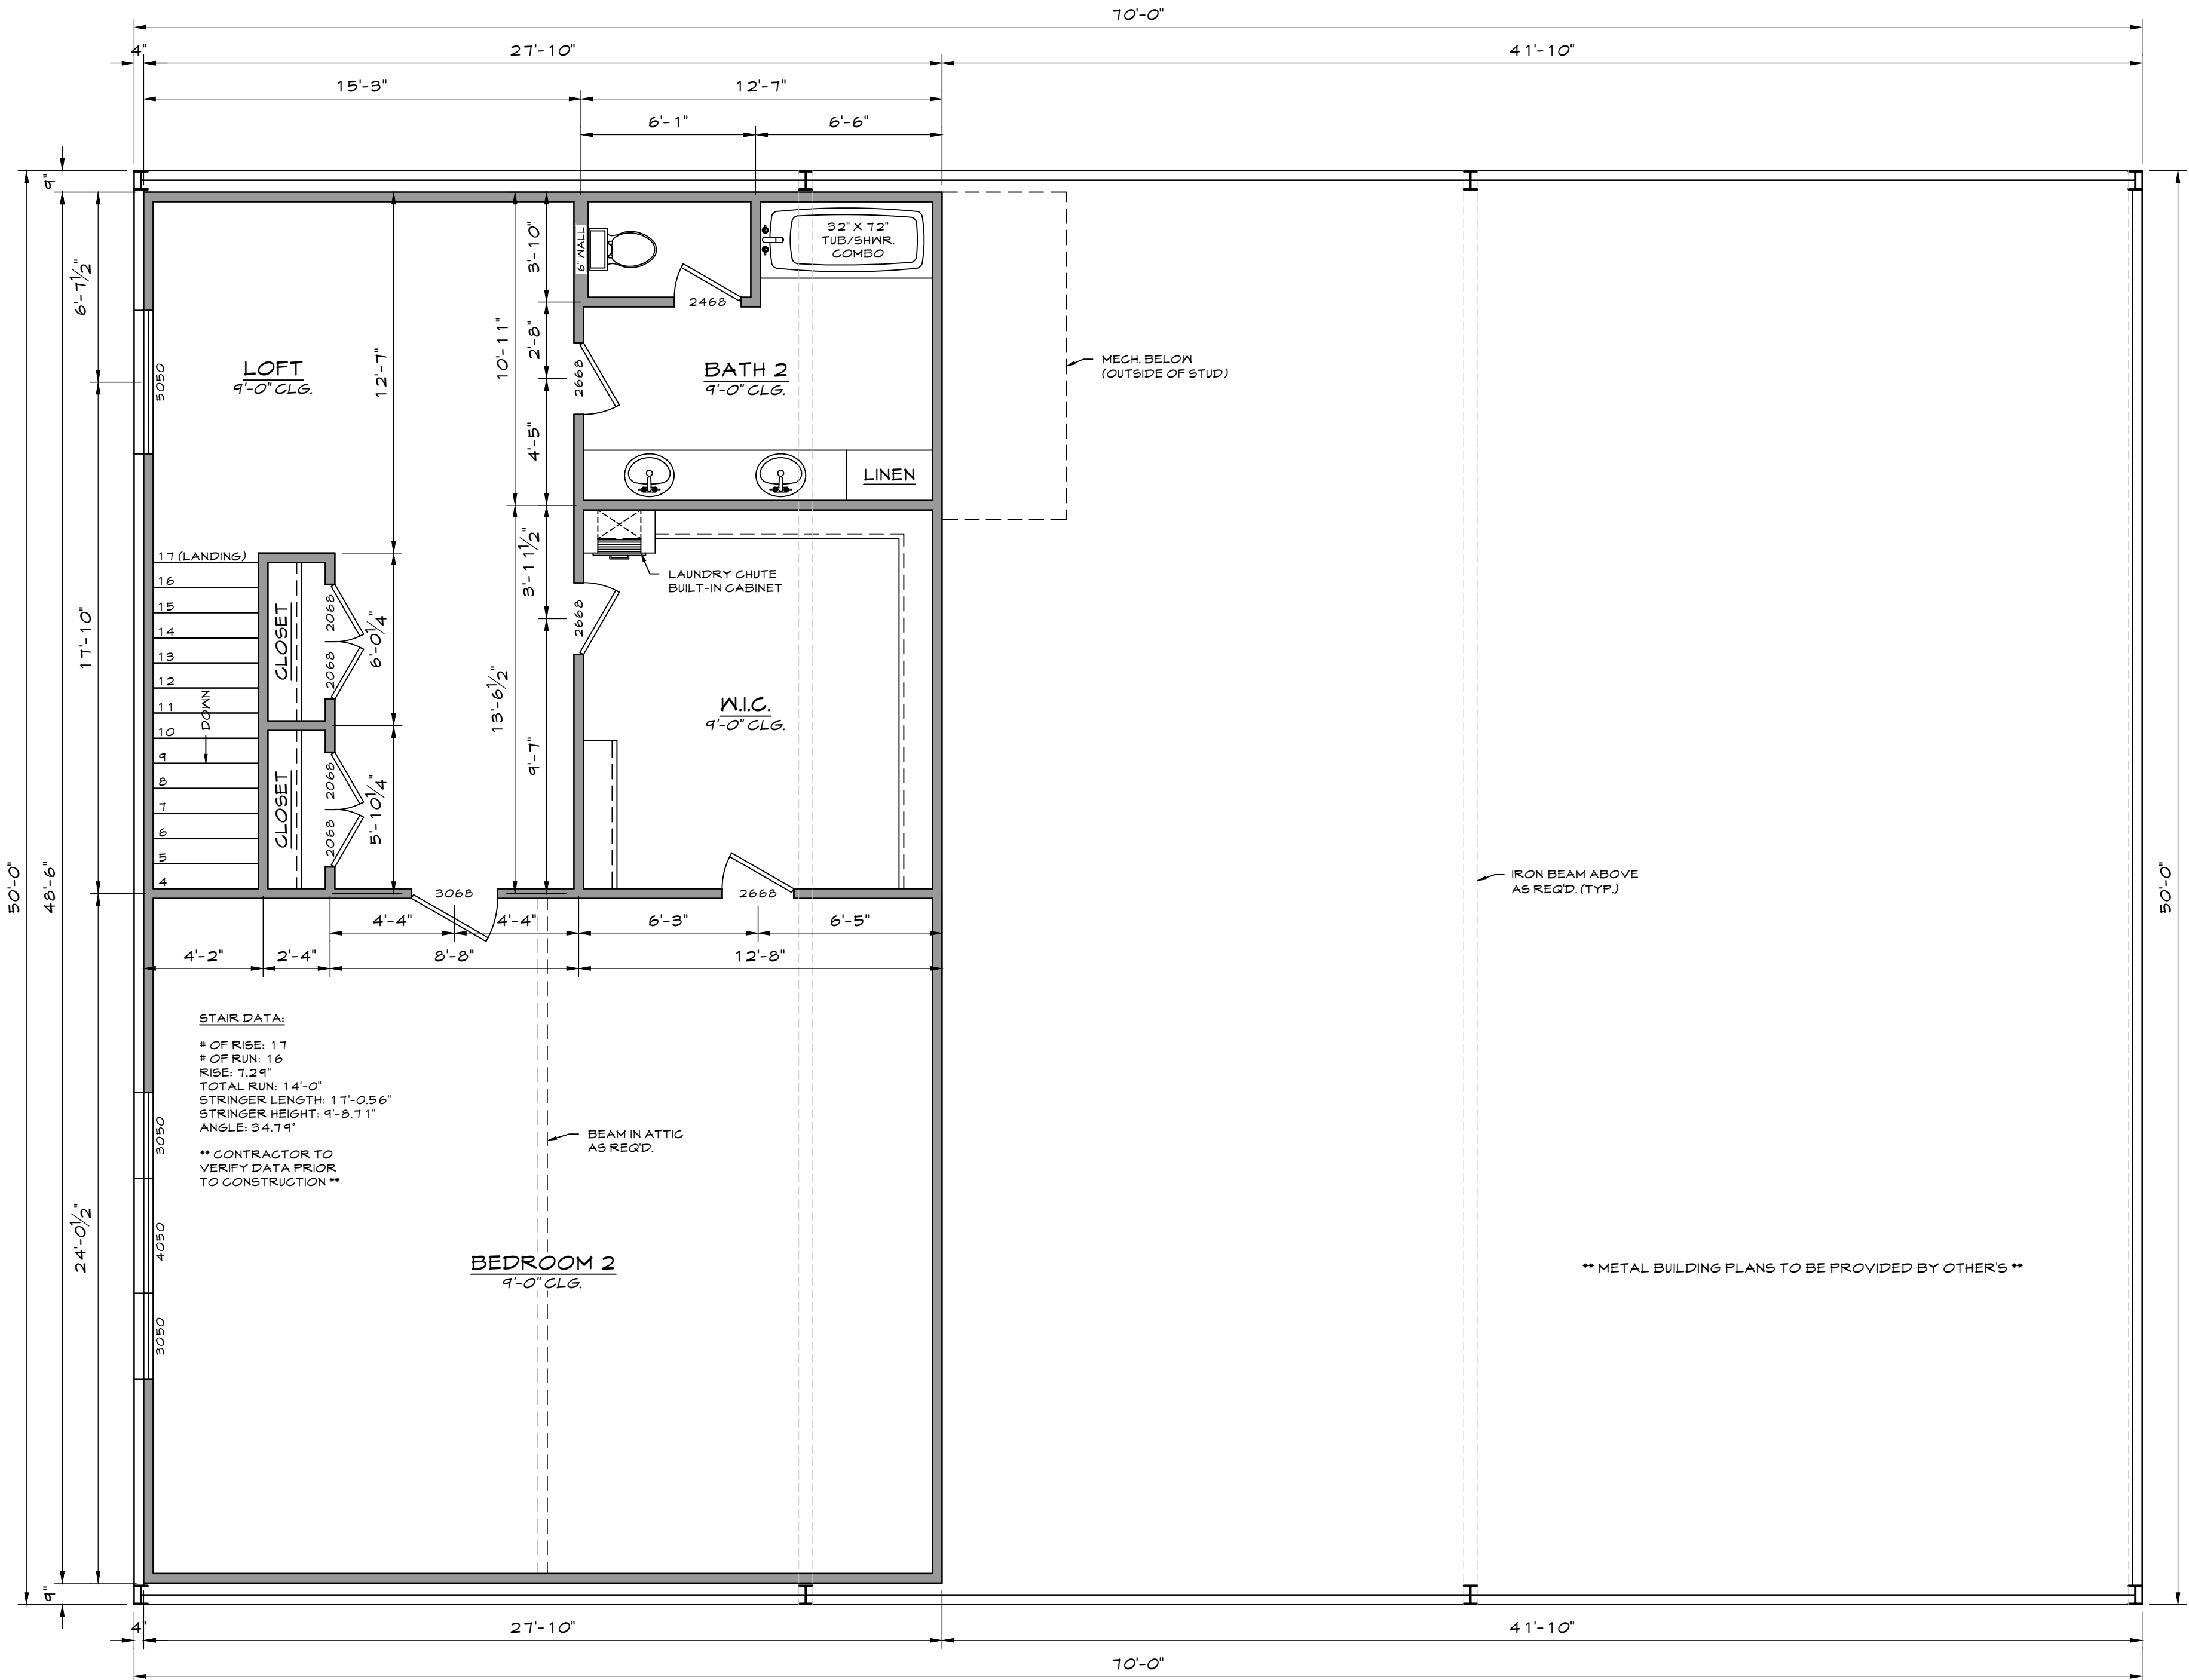 70'-0"
4"
27'-10"
41'-10"
15'-3"
12'-7"
6'-1"
6'-6"
9"
6'-7½"
17'-10"
24'-0½"
48'-6"
50'-0"
9"
12'-7"
10'-11"
3'-10"
2'-8"
4'-5"
6" WALL
32" X 72"
TUB/SHWR.
COMBO
2468
5050
LOFT
9'-0" CLG.
2668
BATH 2
9'-0" CLG.
MECH. BELOW
(OUTSIDE OF STUD)
LINEN
17 (LANDING)
16
15
14
13
12
11
10
9
8
7
6
5
4
DOWN
CLOSET
2068
2068
6'-0¼"
CLOSET
2068
2068
5'-10¼"
3'-11½"
13'-6½"
9'-7"
2668
LAUNDRY CHUTE
BUILT-IN CABINET
W.I.C.
9'-0" CLG.
IRON BEAM ABOVE
AS REQ'D. (TYP.)
50'-0"
3068
2668
4'-4"
4'-4"
6'-3"
6'-5"
4'-2"
2'-4"
8'-8"
12'-8"
STAIR DATA:
# OF RISE: 17
# OF RUN: 16
RISE: 7.29"
TOTAL RUN: 14'-0"
STRINGER LENGTH: 17'-0.56"
STRINGER HEIGHT: 9'-8.71"
ANGLE: 34.79°
** CONTRACTOR TO
VERIFY DATA PRIOR
TO CONSTRUCTION **
3050
4050
3050
BEAM IN ATTIC
AS REQ'D.
BEDROOM 2
9'-0" CLG.
** METAL BUILDING PLANS TO BE PROVIDED BY OTHER'S **
4"
27'-10"
41'-10"
70'-0"